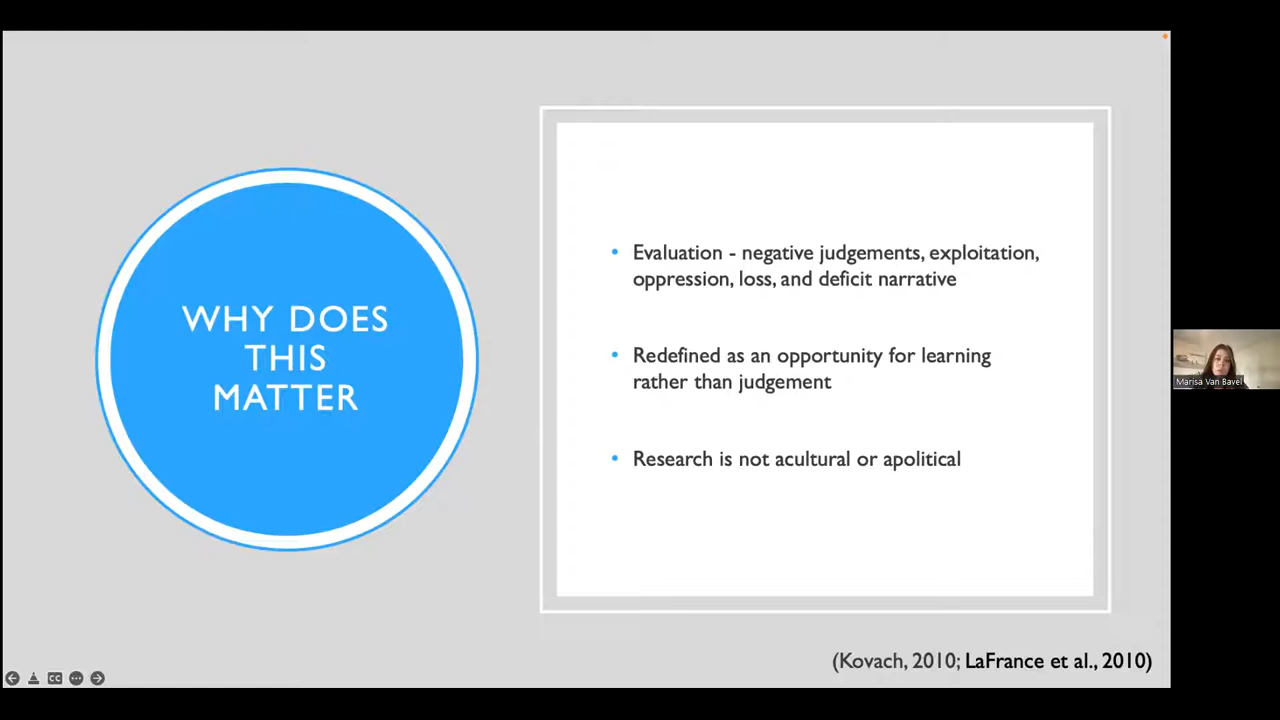 WHY DOES
THIS
MATTER
• Evaluation - negative judgements, exploitation,
oppression, loss, and deficit narrative
• Redefined as an opportunity for learning
rather than judgement
• Research is not acultural or apolitical
(Kovach, 2010; LaFrance et al., 2010)
Marisa Van Bavel
CC